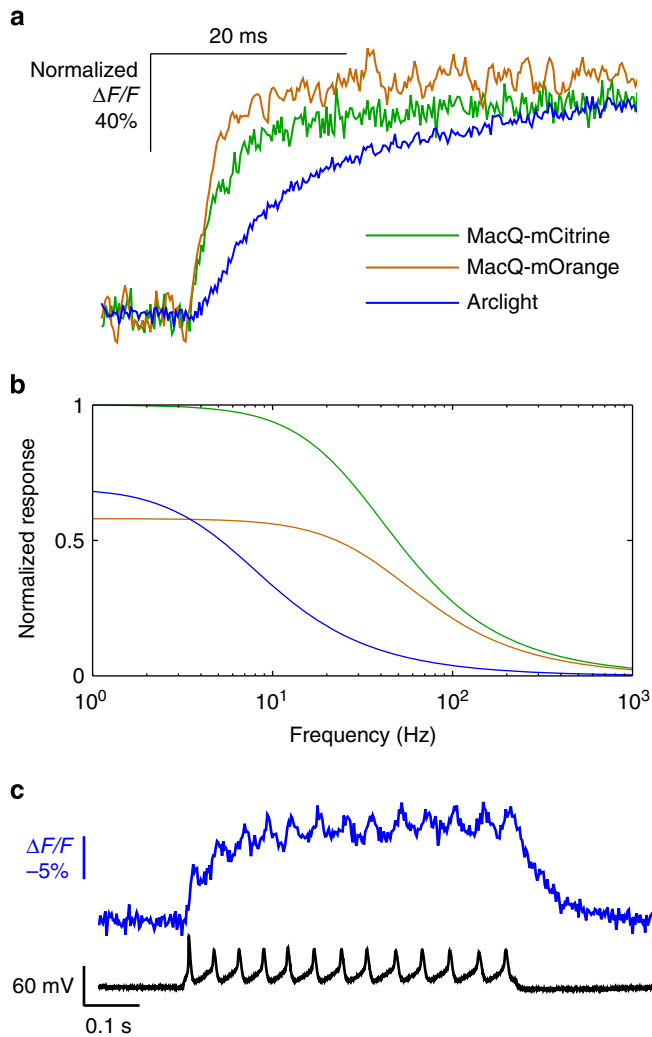 a
20 ms
Normalized
ΔF/F
40%
MacQ-mCitrine
MacQ-mOrange
Arclight
b
1
0.5
0
Normalized response
10⁰
10¹
10²
10³
Frequency (Hz)
c
ΔF/F
–5%
60 mV
0.1 s